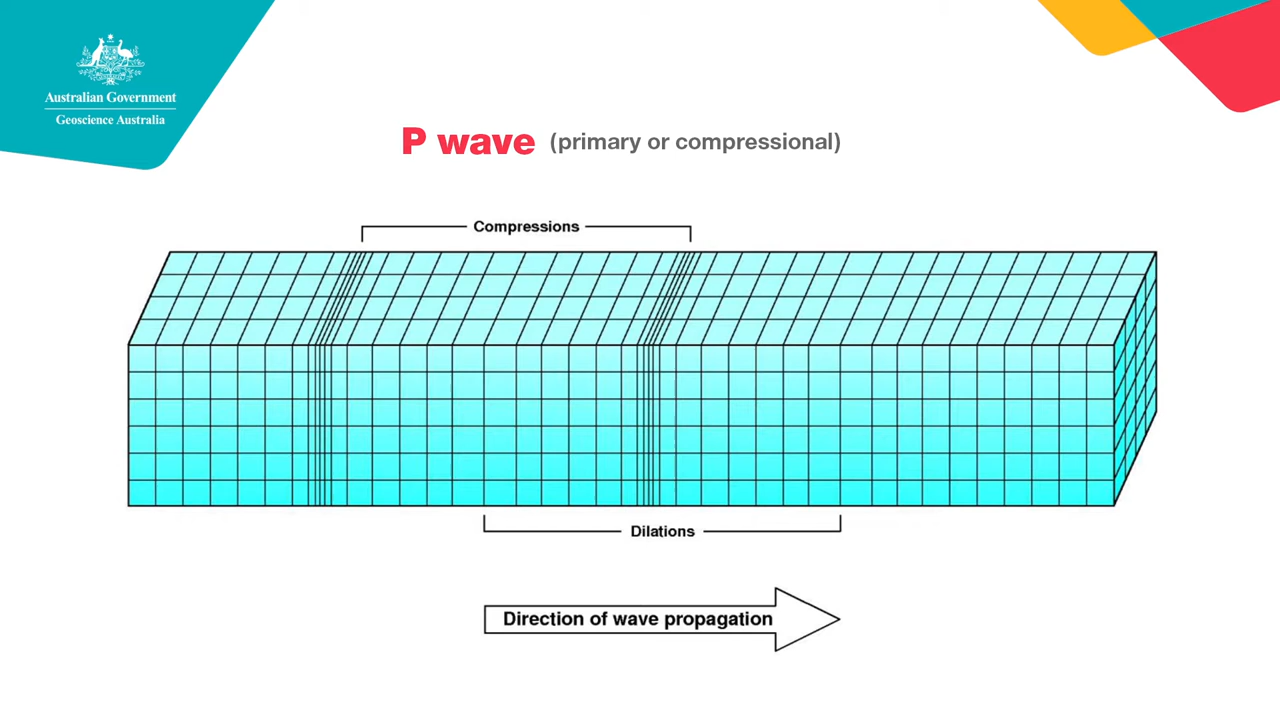 Australian Government
Geoscience Australia
P wave (primary or compressional)
Compressions
Dilations
Direction of wave propagation